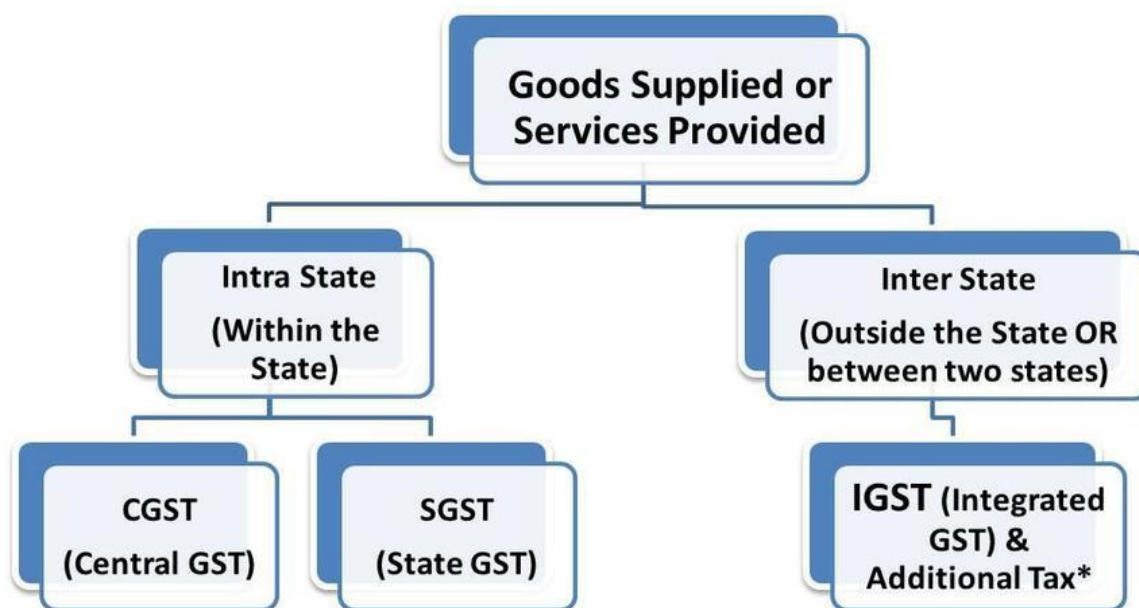 Goods Supplied or
Services Provided
Intra State
(Within the
State)
Inter State
(Outside the State OR
between two states)
CGST
(Central GST)
SGST
(State GST)
IGST (Integrated
GST) &
Additional Tax*